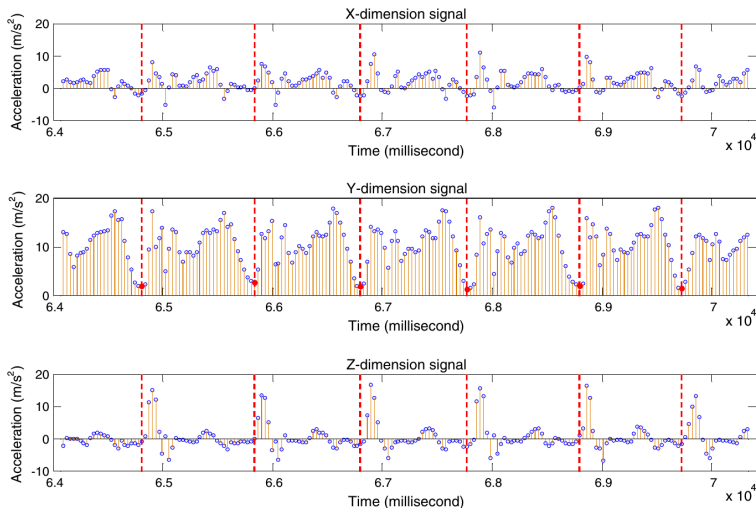 X-dimension signal
Acceleration (m/s²)
20
10
0
-10
6.4 6.5 6.6 6.7 6.8 6.9 7
x 10⁴
Time (millisecond)
Y-dimension signal
Acceleration (m/s²)
20
10
0
6.4 6.5 6.6 6.7 6.8 6.9 7
x 10⁴
Time (millisecond)
Z-dimension signal
Acceleration (m/s²)
20
10
0
-10
6.4 6.5 6.6 6.7 6.8 6.9 7
x 10⁴
Time (millisecond)